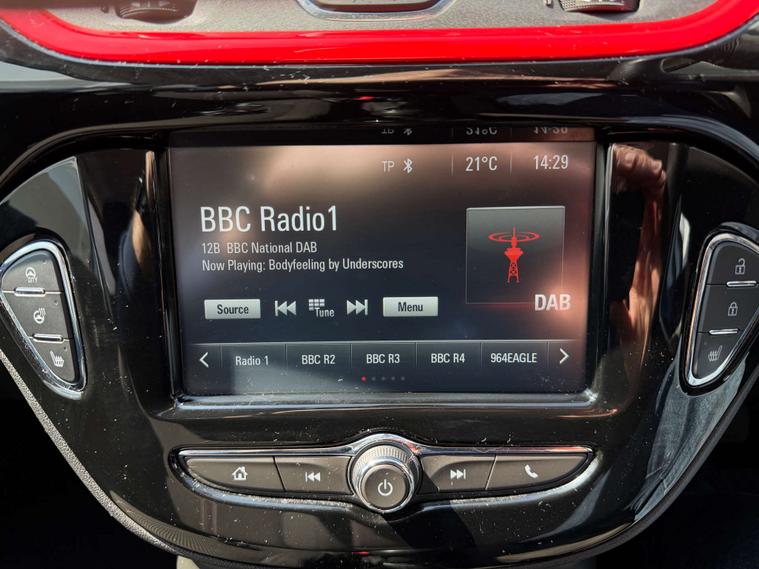 TP 21°C 14:29
BBC Radio1
12B BBC National DAB
Now Playing: Bodyfeeling by Underscores
DAB
Source Tune Menu
Radio 1 BBC R2 BBC R3 BBC R4 964EAGLE
CITY